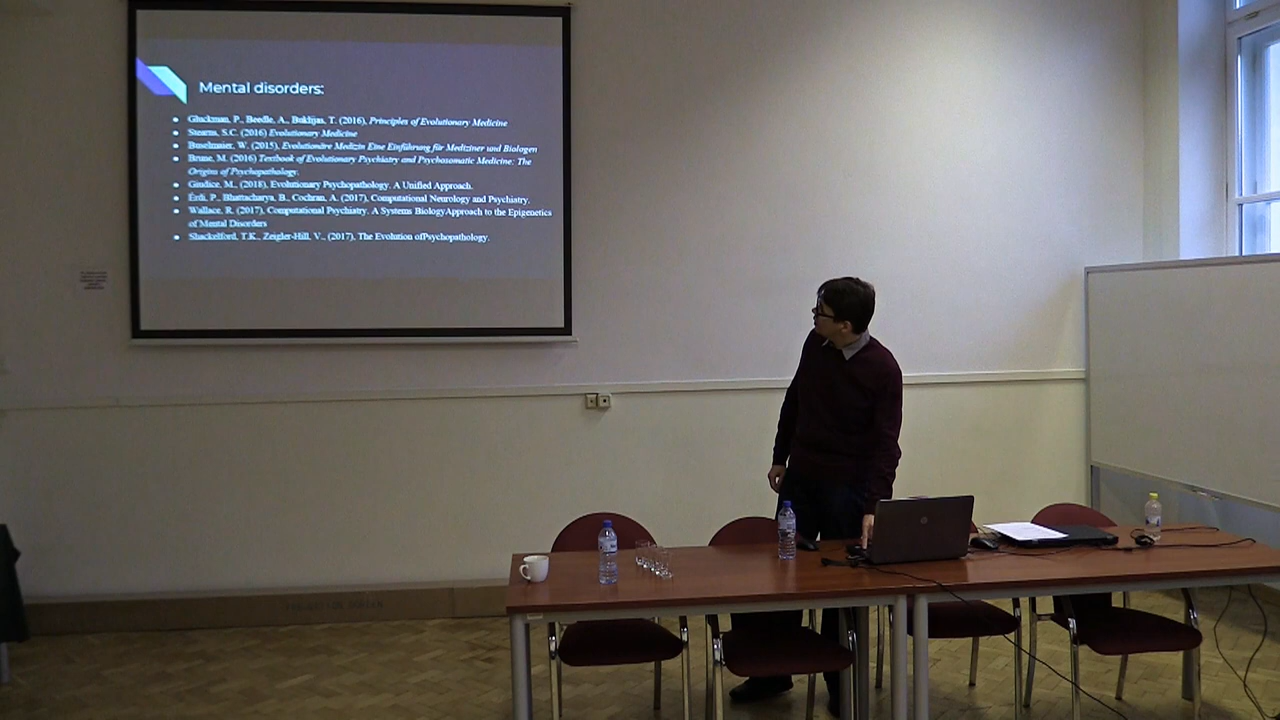 Mental disorders:
Gluckman, P., Beedle, A., Buklijas, T. (2016), Principles of Evolutionary Medicine
Stearns, S.C. (2016) Evolutionary Medicine
Buselmaier, W. (2015), Evolutionäre Medizin Eine Einführung für Mediziner und Biologen
Brune, M. (2016) Textbook of Evolutionary Psychiatry and Psychosomatic Medicine: The
Origins of Psychopathology.
Giudice, M., (2018), Evolutionary Psychopathology. A Unified Approach.
Érdi, P., Bhattacharya, B., Cochran, A. (2017), Computational Neurology and Psychiatry.
Wallace, R. (2017), Computational Psychiatry. A Systems BiologyApproach to the Epigenetics
of Mental Disorders
Shackelford, T.K., Zeigler-Hill, V., (2017), The Evolution ofPsychopathology.
hp